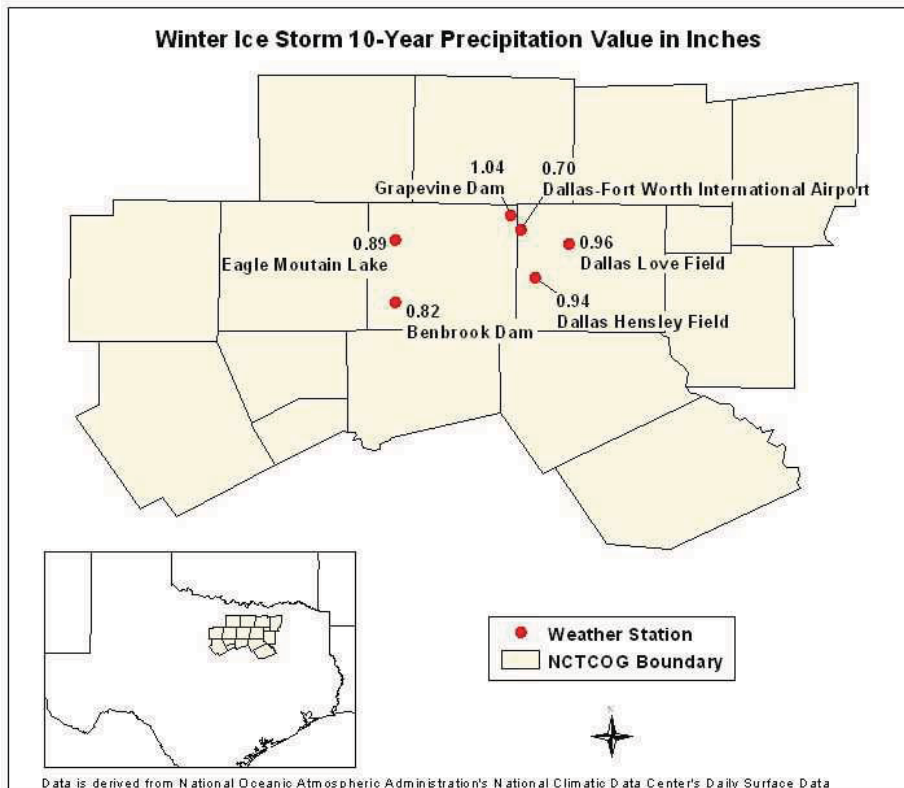 Winter Ice Storm 10-Year Precipitation Value in Inches
1.04
Grapevine Dam
0.70
Dallas-Fort Worth International Airport
0.89
Eagle Moutain Lake
0.96
Dallas Love Field
0.82
Benbrook Dam
0.94
Dallas Hensley Field
Weather Station
NCTCOG Boundary
N
Data is derived from National Oceanic Atmospheric Administration's National Climatic Data Center's Daily Surface Data